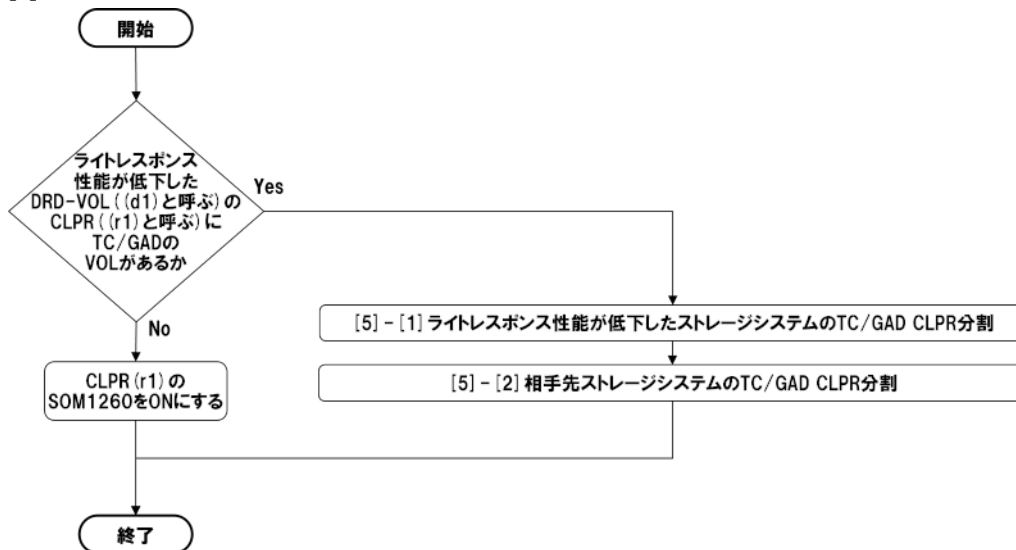 開始
ライトレスポンス
性能が低下した
DRD-VOL((d1)と呼ぶ)の
CLPR((r1)と呼ぶ)に
TC/GADの
VOLがあるか
Yes
No
[5]-[1]ライトレスポンス性能が低下したストレージシステムのTC/GAD CLPR分割
CLPR(r1)の
SOM1260をONにする
[5]-[2]相手先ストレージシステムのTC/GAD CLPR分割
終了